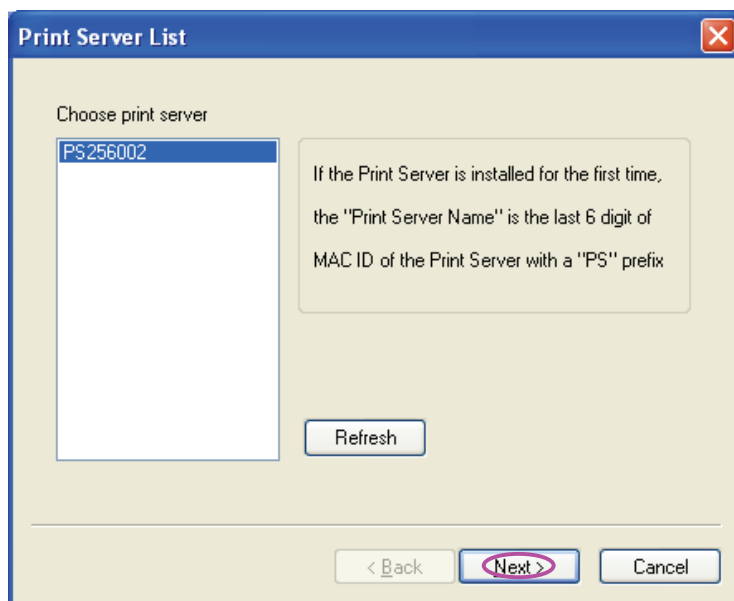 Print Server List
Choose print server
PS256002
If the Print Server is installed for the first time,
the "Print Server Name" is the last 6 digit of
MAC ID of the Print Server with a "PS" prefix
Refresh
< Back
Next >
Cancel